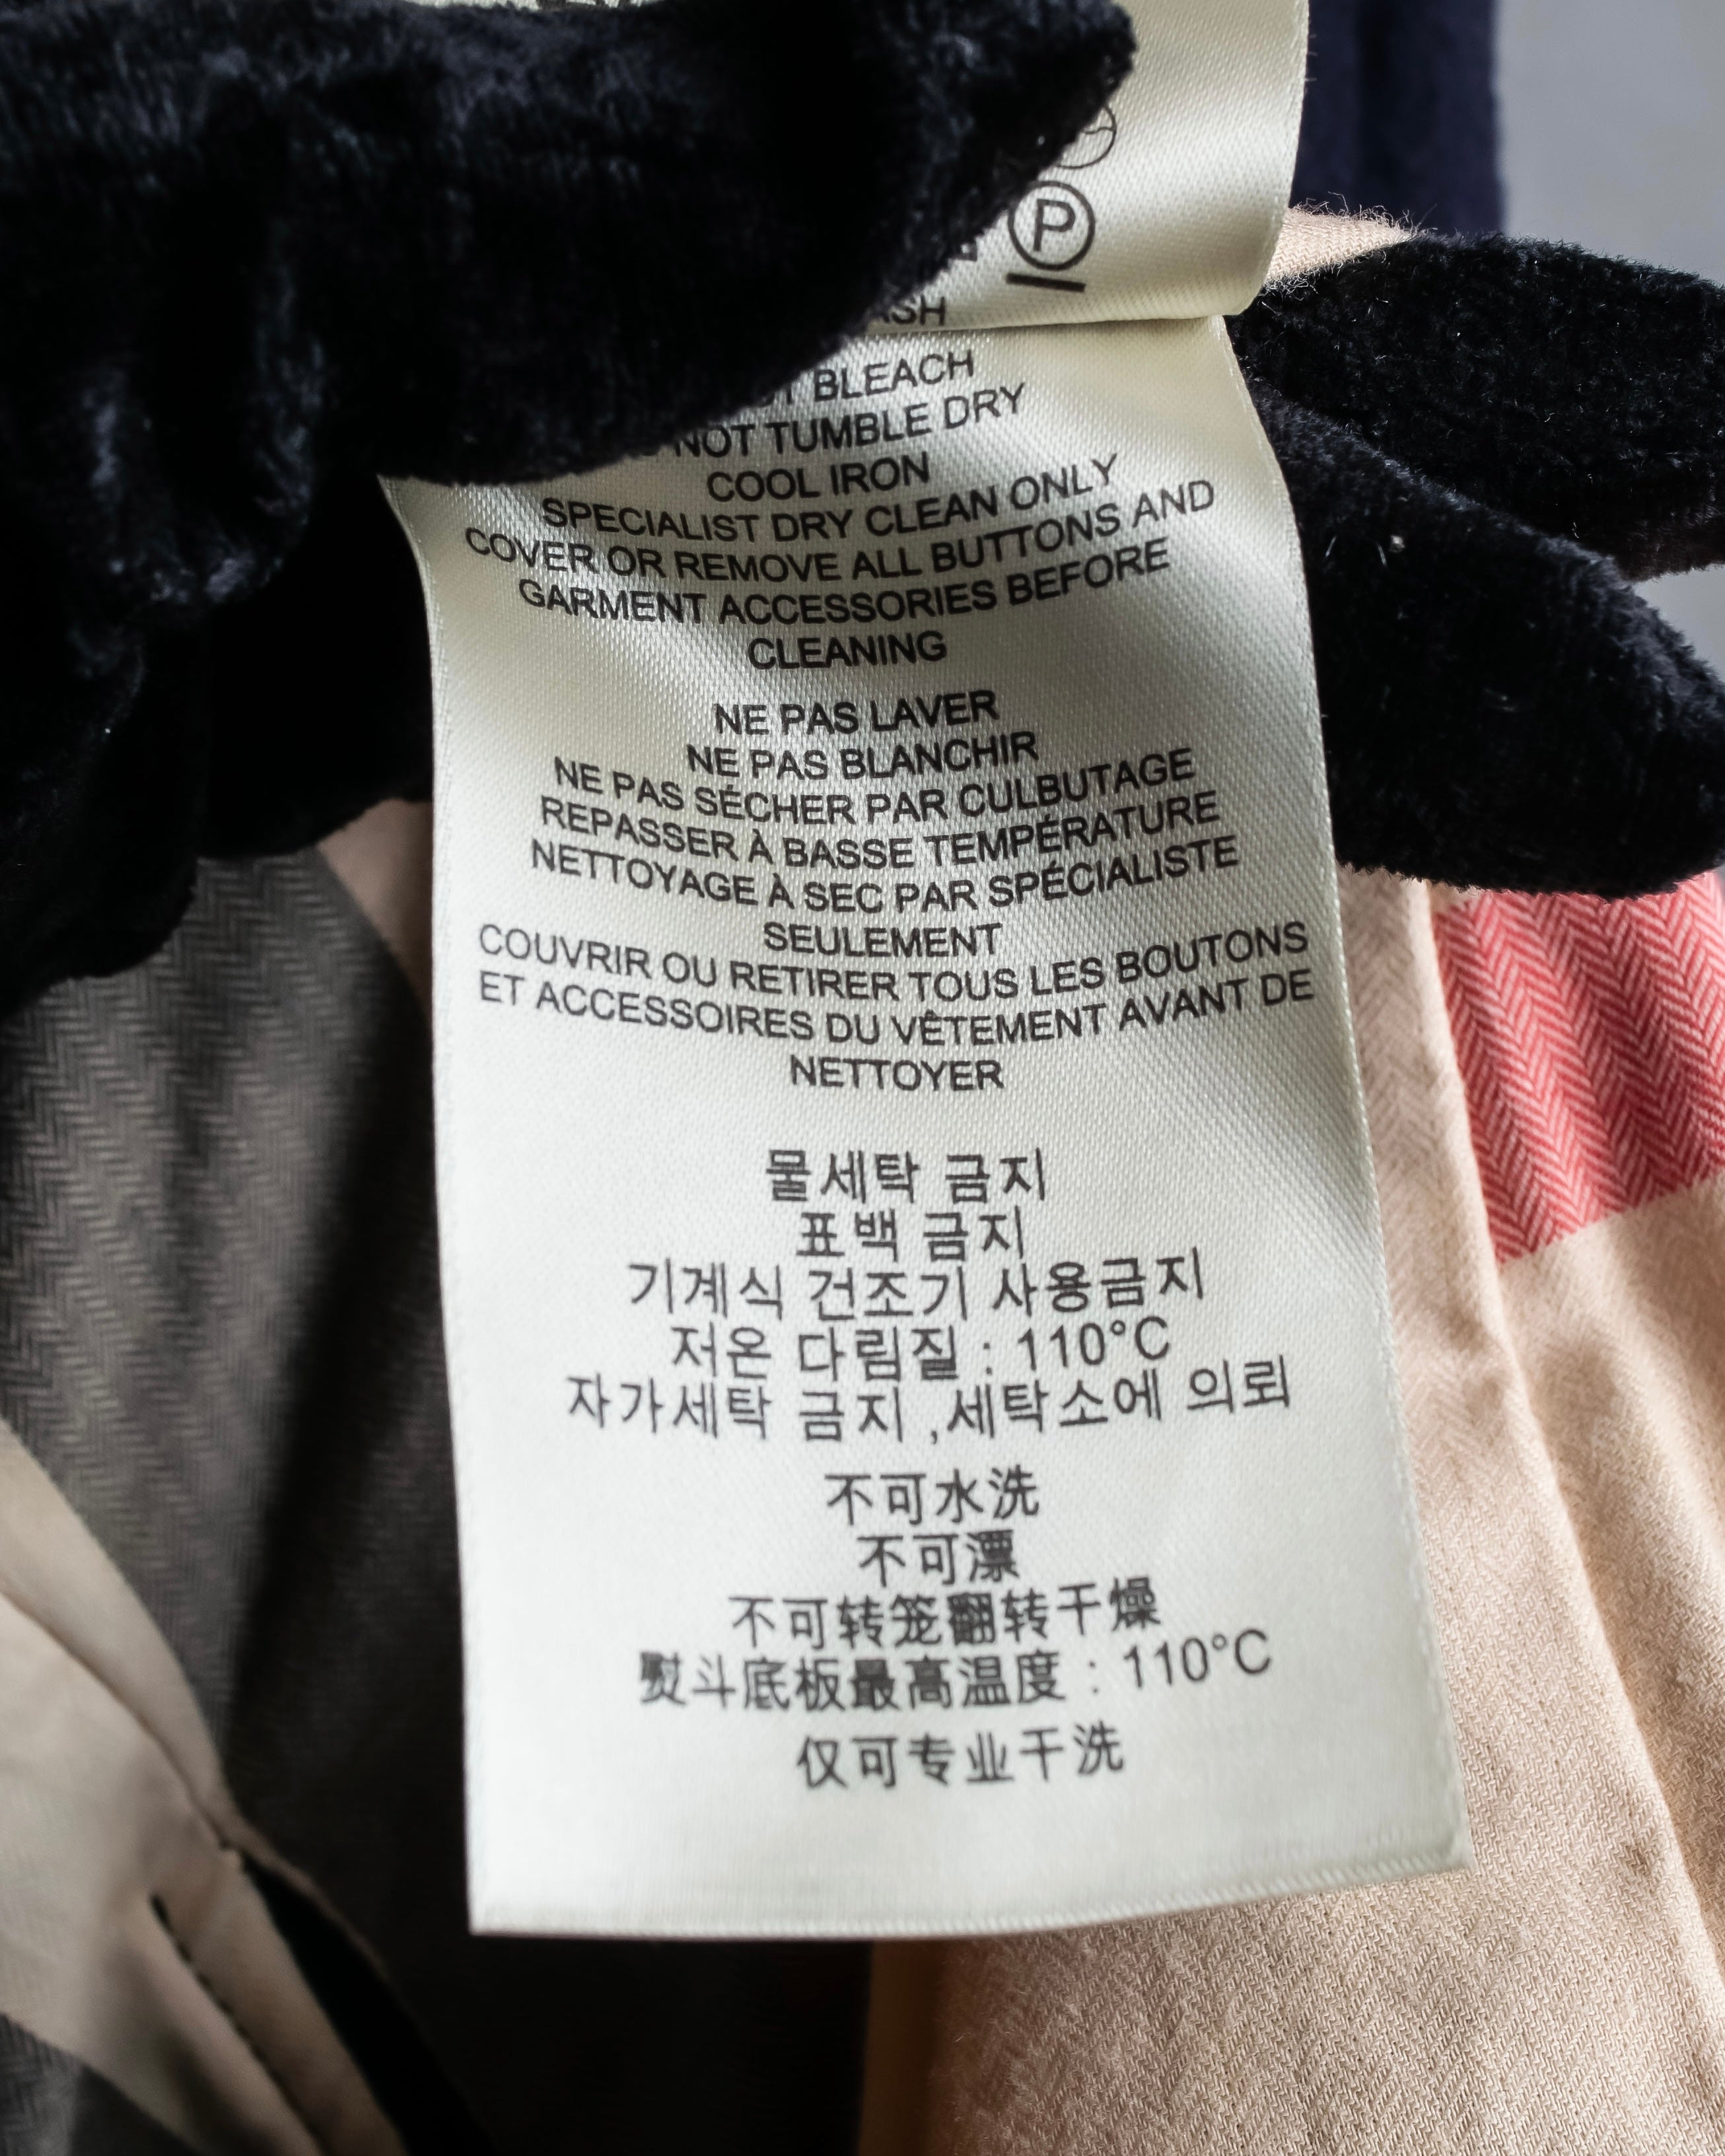 P
BLEACH
NOT TUMBLE DRY
COOL IRON
SPECIALIST DRY CLEAN ONLY
COVER OR REMOVE ALL BUTTONS AND
GARMENT ACCESSORIES BEFORE
CLEANING
NE PAS LAVER
NE PAS BLANCHIR
NE PAS SÉCHER PAR CULBUTAGE
REPASSER À BASSE TEMPÉRATURE
NETTOYAGE À SEC PAR SPÉCIALISTE
SEULEMENT
COUVRIR OU RETIRER TOUS LES BOUTONS
ET ACCESSOIRES DU VÊTEMENT AVANT DE
NETTOYER
물세탁 금지
표백 금지
기계식 건조기 사용금지
저온 다림질 : 110°C
자가세탁 금지 ,세탁소에 의뢰
不可水洗
不可漂
不可转笼翻转干燥
熨斗底板最高温度 : 110°C
仅可专业干洗